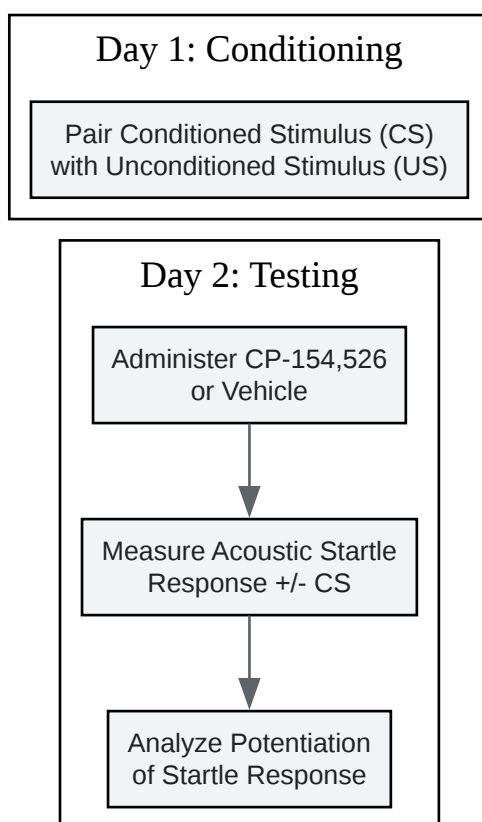 Day 1: Conditioning
Pair Conditioned Stimulus (CS)
with Unconditioned Stimulus (US)
Day 2: Testing
Administer CP-154,526
or Vehicle
Measure Acoustic Startle
Response +/- CS
Analyze Potentiation
of Startle Response